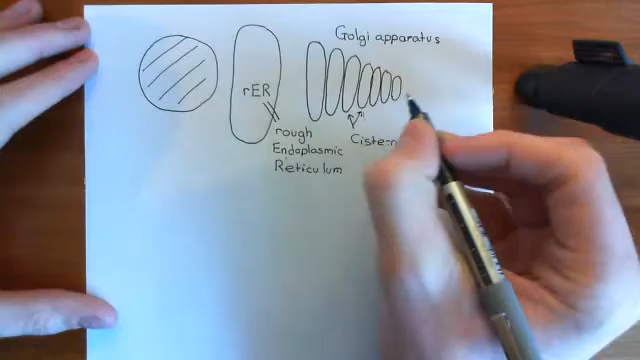 Golgi apparatus
rER
rough
Endoplasmic
Reticulum